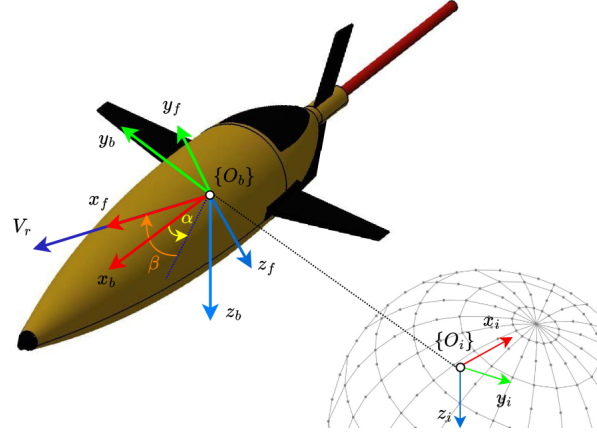 y_f
y_b
{O_b}
x_f
V_r
α
β
x_b
z_f
z_b
x_i
{O_i}
y_i
z_i